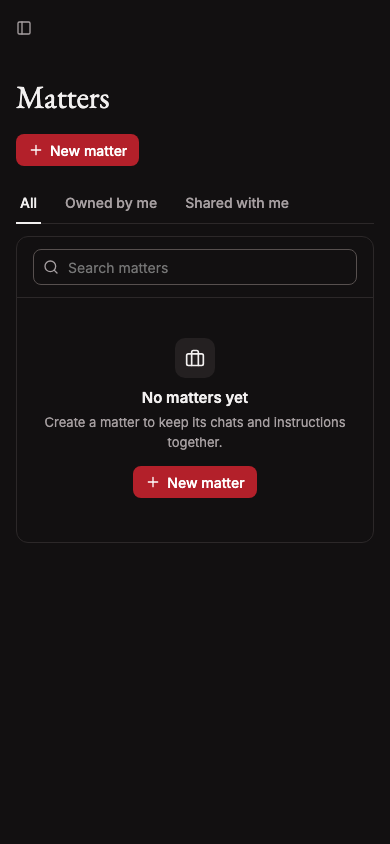 Matters
New matter
All
Owned by me
Shared with me
Search matters
No matters yet
Create a matter to keep its chats and instructions
together.
New matter